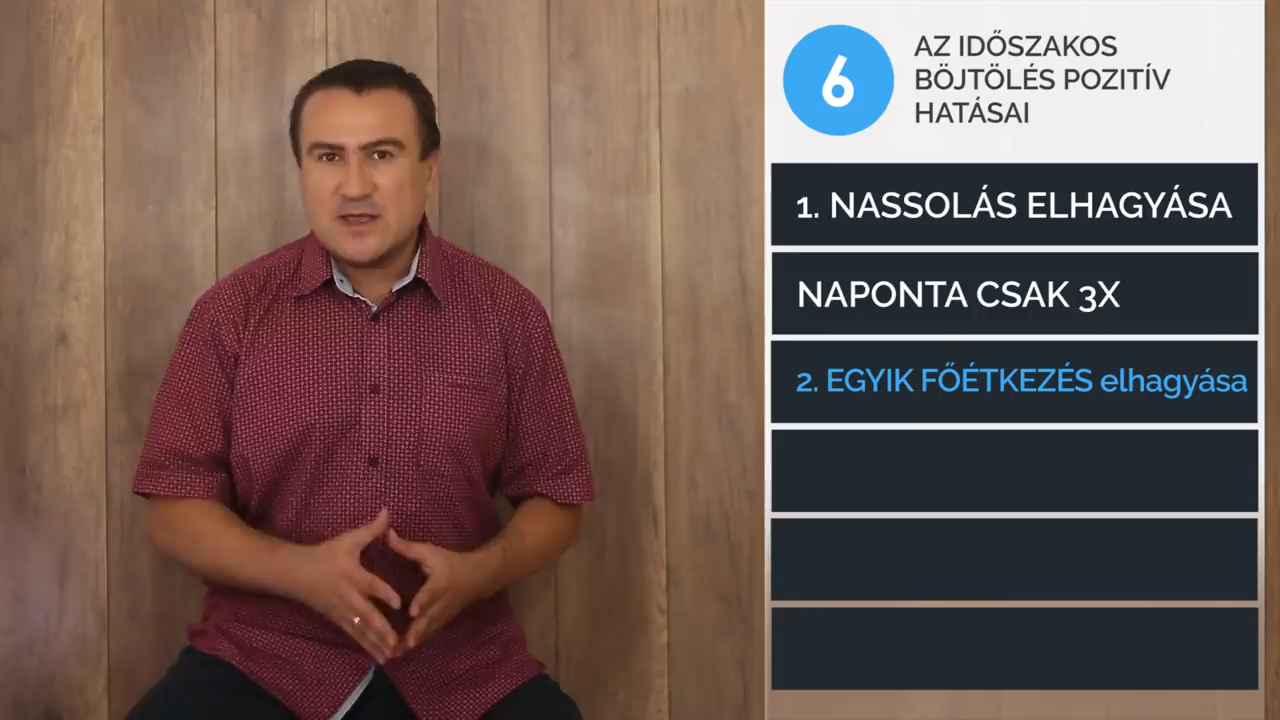 6
AZ IDŐSZAKOS
BÖJTÖLÉS POZITÍV
HATÁSAI
1. NASSOLÁS ELHAGYÁSA
NAPONTA CSAK 3X
2. EGYIK FŐÉTKEZÉS elhagyása